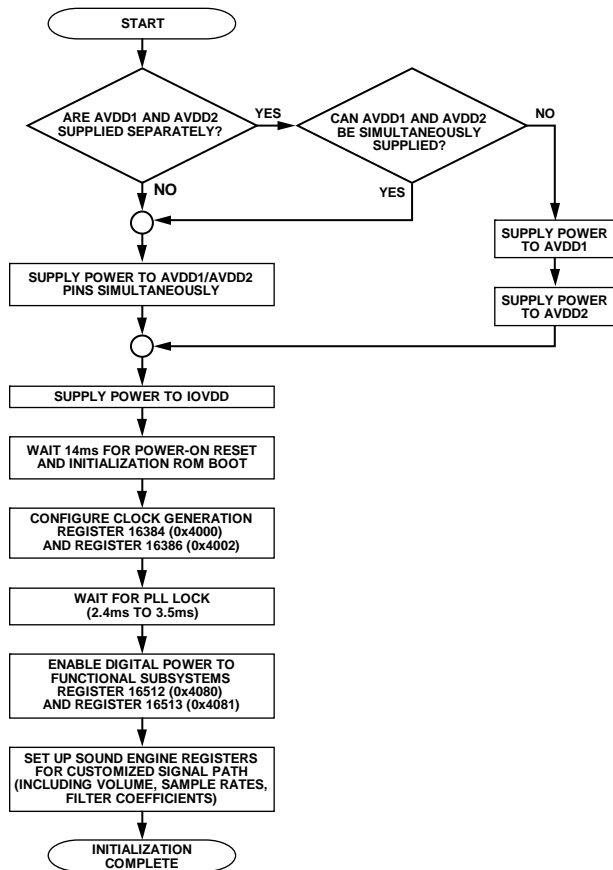 START
ARE AVDD1 AND AVDD2
SUPPLIED SEPARATELY?
YES
CAN AVDD1 AND AVDD2
BE SIMULTANEOUSLY
SUPPLIED?
NO
NO
YES
SUPPLY POWER
TO AVDD1
SUPPLY POWER TO AVDD1/AVDD2
PINS SIMULTANEOUSLY
SUPPLY POWER
TO AVDD2
SUPPLY POWER TO IOVDD
WAIT 14ms FOR POWER-ON RESET
AND INITIALIZATION ROM BOOT
CONFIGURE CLOCK GENERATION
REGISTER 16384 (0x4000)
AND REGISTER 16386 (0x4002)
WAIT FOR PLL LOCK
(2.4ms TO 3.5ms)
ENABLE DIGITAL POWER TO
FUNCTIONAL SUBSYSTEMS
REGISTER 16512 (0x4080)
AND REGISTER 16513 (0x4081)
SET UP SOUND ENGINE REGISTERS
FOR CUSTOMIZED SIGNAL PATH
(INCLUDING VOLUME, SAMPLE RATES,
FILTER COEFFICIENTS)
INITIALIZATION
COMPLETE